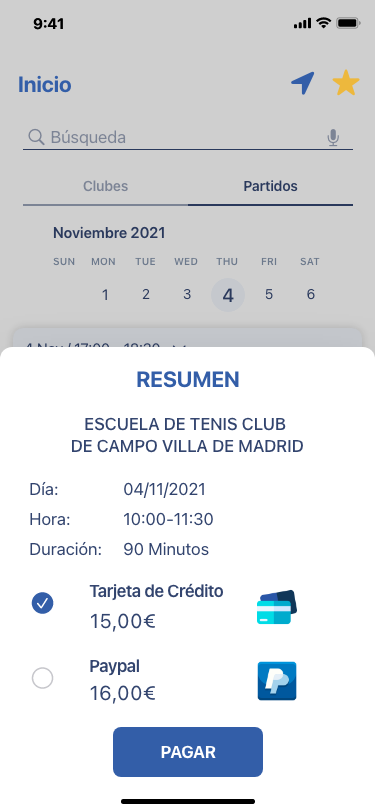 9:41
Inicio
Búsqueda
Clubes Partidos
Noviembre 2021
SUN MON TUE WED THU FRI SAT
1 2 3 4 5 6
RESUMEN
ESCUELA DE TENIS CLUB
DE CAMPO VILLA DE MADRID
Día: 04/11/2021
Hora: 10:00-11:30
Duración: 90 Minutos
Tarjeta de Crédito
15,00€
Paypal
16,00€
PAGAR